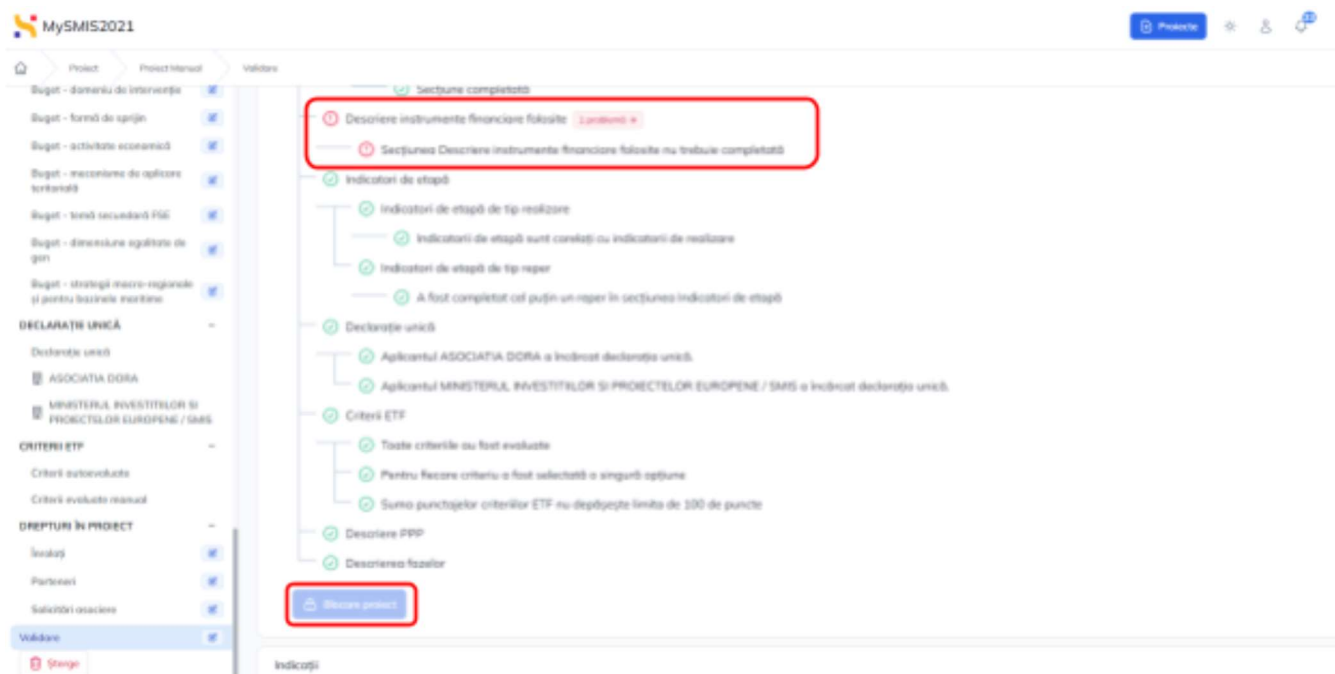 MySMIS2021
Proiecte
Proiect
Proiect Manual
Validare
Buget - domeniu de intervenție
Buget - formă de sprijin
Buget - activitate economică
Buget - mecanisme de aplicare
teritorială
Buget - temă secundară FSE
Buget - dimensiune egalitate de
gen
Buget - strategii macro-regionale
și pentru bazinele maritime
DECLARAȚIE UNICĂ
Declarație unică
ASOCIATIA DORA
MINISTERUL INVESTITIILOR SI
PROIECTELOR EUROPENE / SMIS
CRITERII ETF
Criterii autoevaluate
Criterii evaluate manual
DREPTURI ÎN PROIECT
Învitați
Parteneri
Solicitări asociere
Validare
Șterge
Secțiune completată
Descriere instrumente financiare folosite 1 problemă
Secțiunea Descriere instrumente financiare folosite nu trebuie completată
Indicatori de etapă
Indicatori de etapă de tip realizare
Indicatorii de etapă sunt corelați cu indicatorii de realizare
Indicatori de etapă de tip reper
A fost completat cel puțin un reper în secțiunea Indicatori de etapă
Declarație unică
Aplicantul ASOCIATIA DORA a încărcat declarația unică.
Aplicantul MINISTERUL INVESTITIILOR SI PROIECTELOR EUROPENE / SMIS a încărcat declarația unică.
Criterii ETF
Toate criteriile au fost evaluate
Pentru fiecare criteriu a fost selectată o singură opțiune
Suma punctajelor criteriilor ETF nu depășește limita de 100 de puncte
Descriere PPP
Descrierea fazelor
Blocare proiect
Indicații